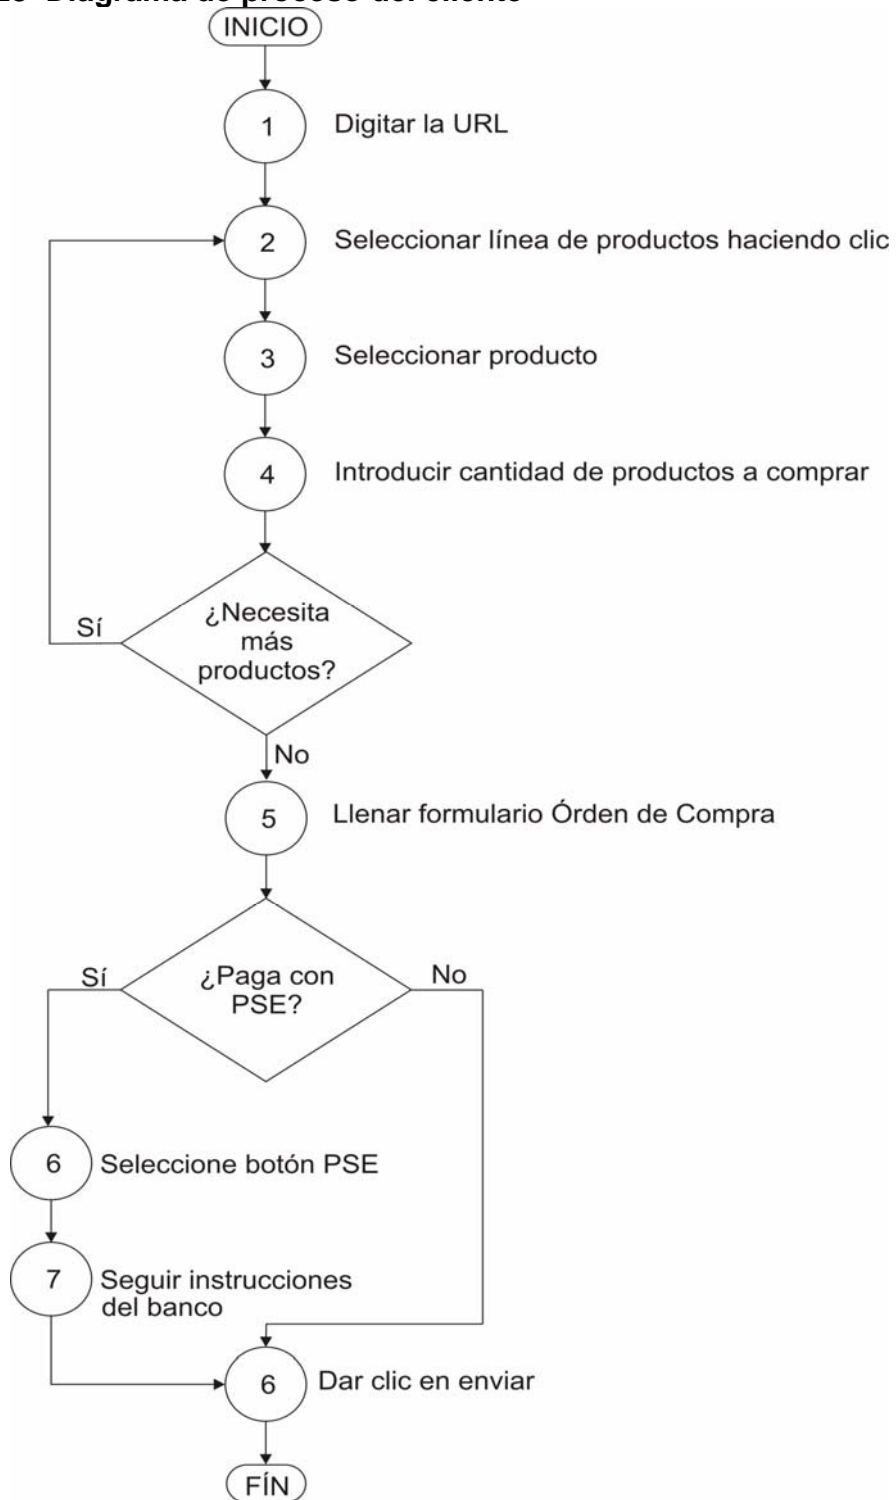 Diagrama de proceso del cliente
INICIO
1 Digitar la URL
2 Seleccionar línea de productos haciendo clic
3 Seleccionar producto
4 Introducir cantidad de productos a comprar
¿Necesita
más
productos?
Sí
No
5 Llenar formulario Órden de Compra
¿Paga con
PSE?
Sí
No
6 Seleccione botón PSE
7 Seguir instrucciones
del banco
6 Dar clic en enviar
FÍN